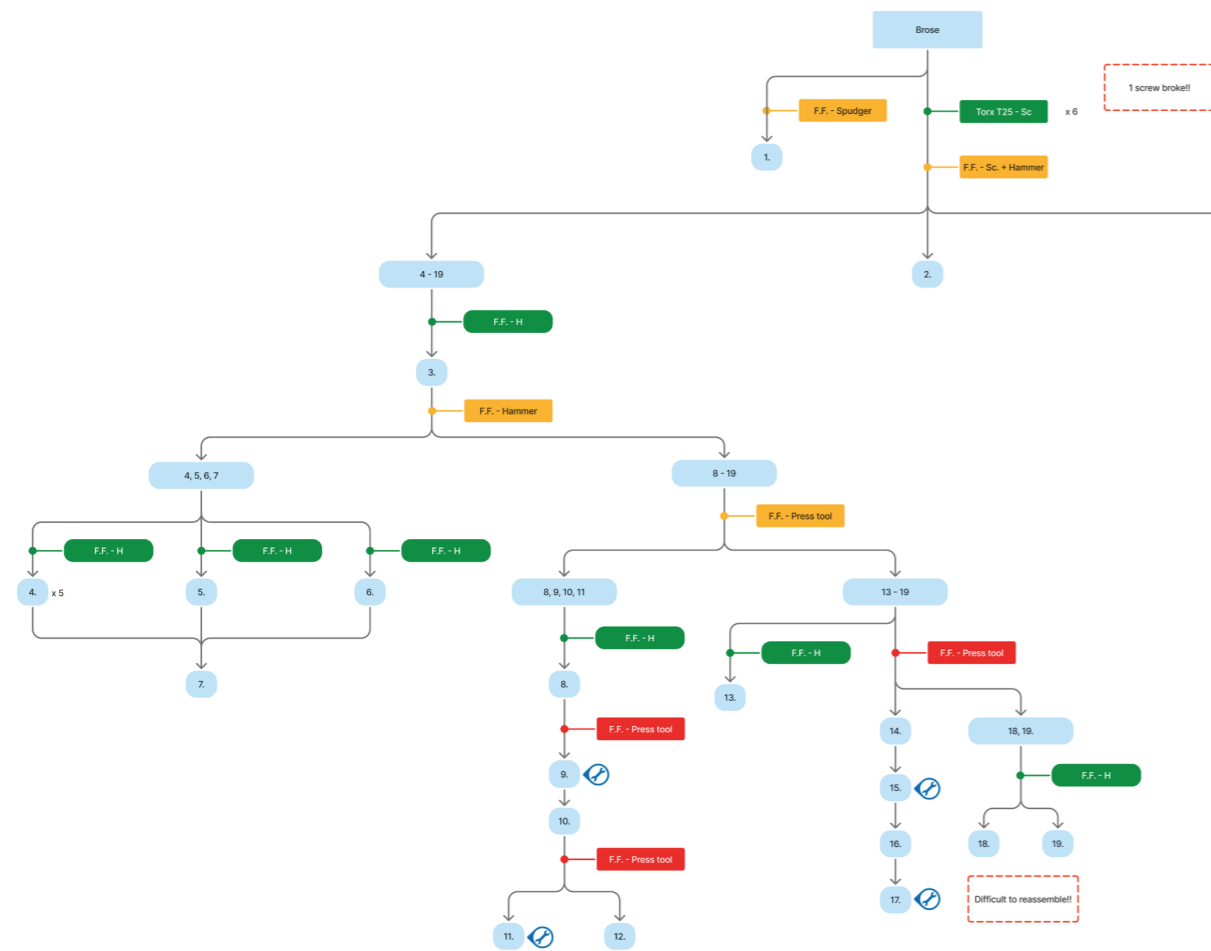 Brose
1 screw broke!!
F.F. - Spudger
Torx T25 - Sc
x 6
1.
F.F. - Sc. + Hammer
4 - 19
2.
F.F. - H
3.
F.F. - Hammer
4, 5, 6, 7
8 - 19
F.F. - Press tool
F.F. - H
F.F. - H
F.F. - H
4.
x 5
5.
6.
8, 9, 10, 11
13 - 19
F.F. - H
F.F. - H
F.F. - Press tool
7.
8.
13.
F.F. - Press tool
14.
18, 19.
9.
F.F. - H
15.
10.
16.
18.
19.
F.F. - Press tool
17.
Difficult to reassemble!!
11.
12.